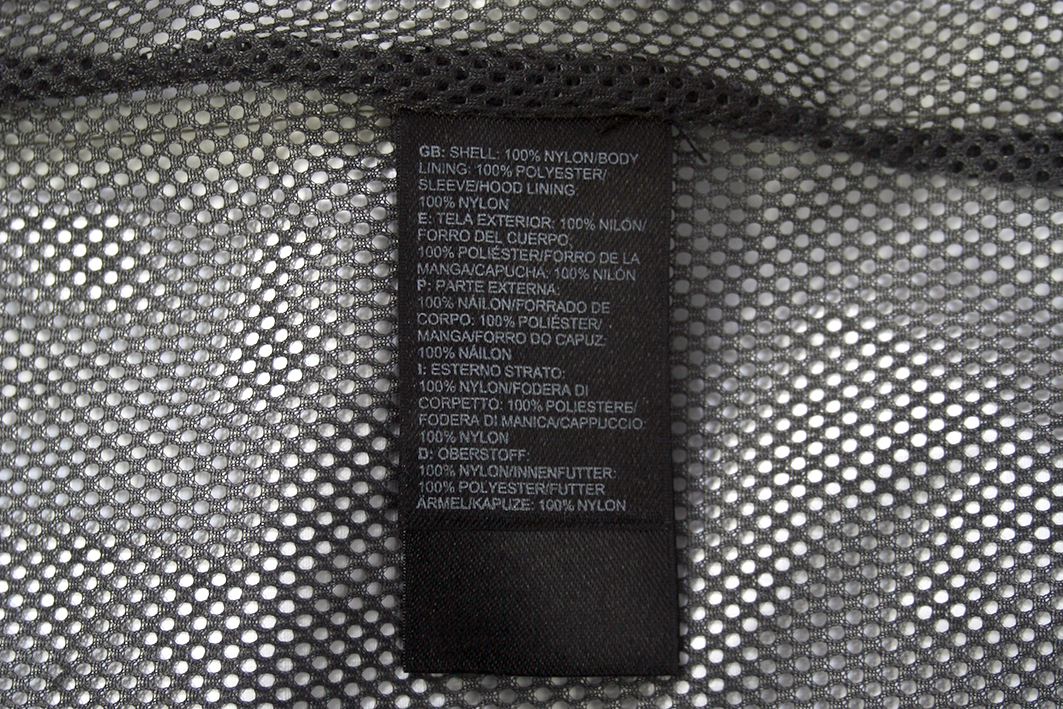 GB: SHELL: 100% NYLON/BODY
LINING: 100% POLYESTER/
SLEEVE/HOOD LINING:
100% NYLON
E: TELA EXTERIOR: 100% NILÓN/
FORRO DEL CUERPO:
100% POLIÉSTER/FORRO DE LA
MANGA/CAPUCHA: 100% NILÓN
P: PARTE EXTERNA:
100% NÁILON/FORRADO DE
CORPO: 100% POLIÉSTER/
MANGA/FORRO DO CAPUZ:
100% NÁILON
I: ESTERNO STRATO:
100% NYLON/FODERA DI
CORPETTO: 100% POLIESTERE/
FODERA DI MANICA/CAPPUCCIO:
100% NYLON
D: OBERSTOFF:
100% NYLON/INNENFUTTER:
100% POLYESTER/FUTTER
ÄRMEL/KAPUZE: 100% NYLON